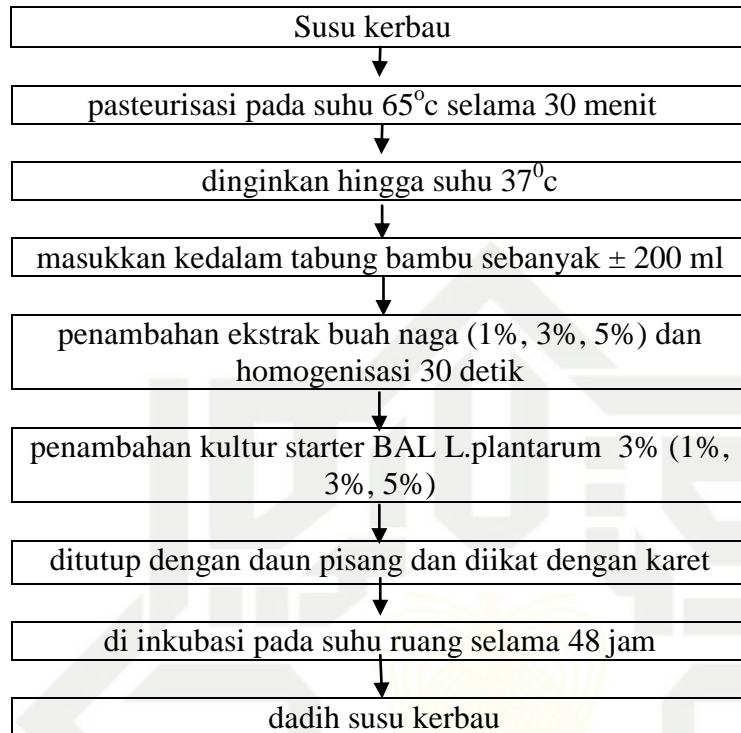 Susu kerbau
pasteurisasi pada suhu 65°c selama 30 menit
dinginkan hingga suhu 37⁰c
masukkan kedalam tabung bambu sebanyak ± 200 ml
penambahan ekstrak buah naga (1%, 3%, 5%) dan
homogenisasi 30 detik
penambahan kultur starter BAL L.plantarum 3% (1%,
3%, 5%)
ditutup dengan daun pisang dan diikat dengan karet
di inkubasi pada suhu ruang selama 48 jam
dadih susu kerbau